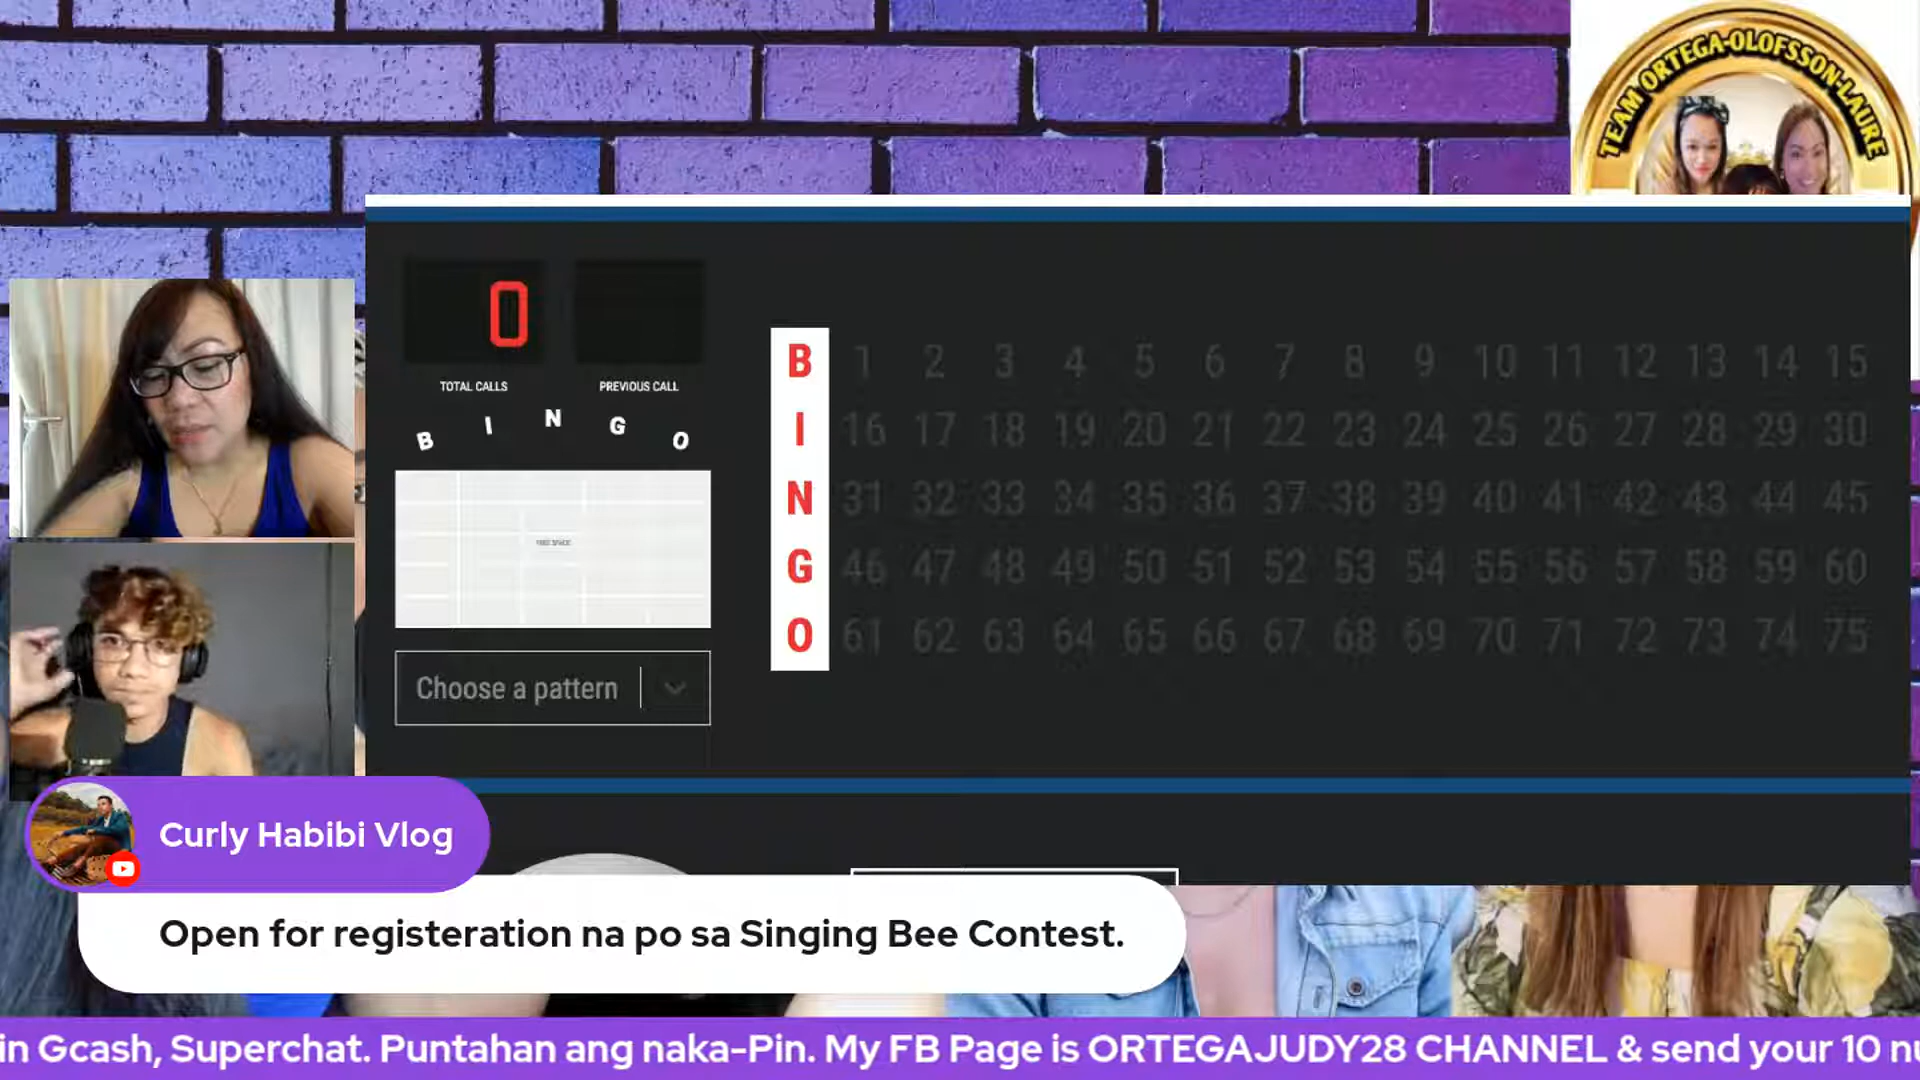 TEAM ORTEGA-OLOFSSON-LAURE
0
TOTAL CALLS
PREVIOUS CALL
B I N G O
FREE SPACE
Choose a pattern
B 1 2 3 4 5 6 7 8 9 10 11 12 13 14 15
I 16 17 18 19 20 21 22 23 24 25 26 27 28 29 30
N 31 32 33 34 35 36 37 38 39 40 41 42 43 44 45
G 46 47 48 49 50 51 52 53 54 55 56 57 58 59 60
O 61 62 63 64 65 66 67 68 69 70 71 72 73 74 75
Curly Habibi Vlog
Open for registeration na po sa Singing Bee Contest.
in Gcash, Superchat. Puntahan ang naka-Pin. My FB Page is ORTEGAJUDY28 CHANNEL & send your 10